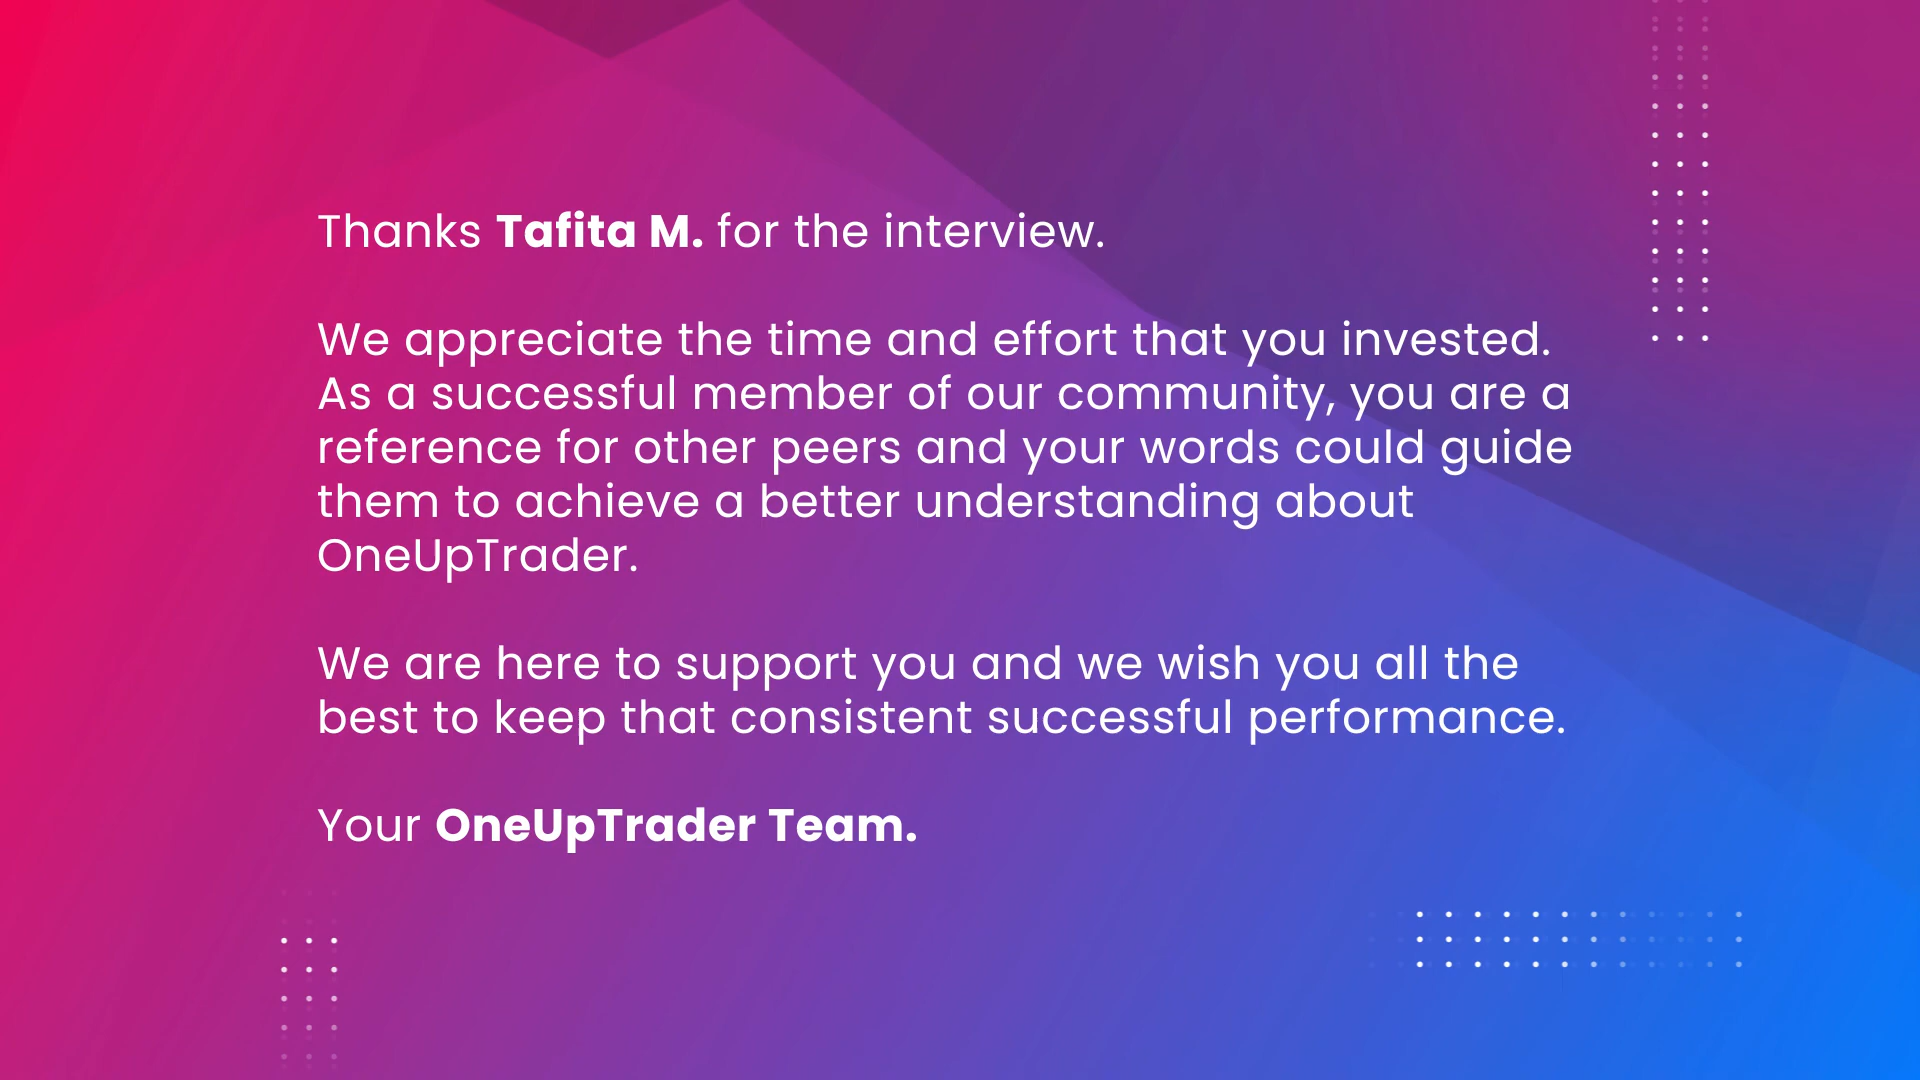 Thanks Tafita M. for the interview.
We appreciate the time and effort that you invested.
As a successful member of our community, you are a
reference for other peers and your words could guide
them to achieve a better understanding about
OneUpTrader.
We are here to support you and we wish you all the
best to keep that consistent successful performance.
Your OneUpTrader Team.